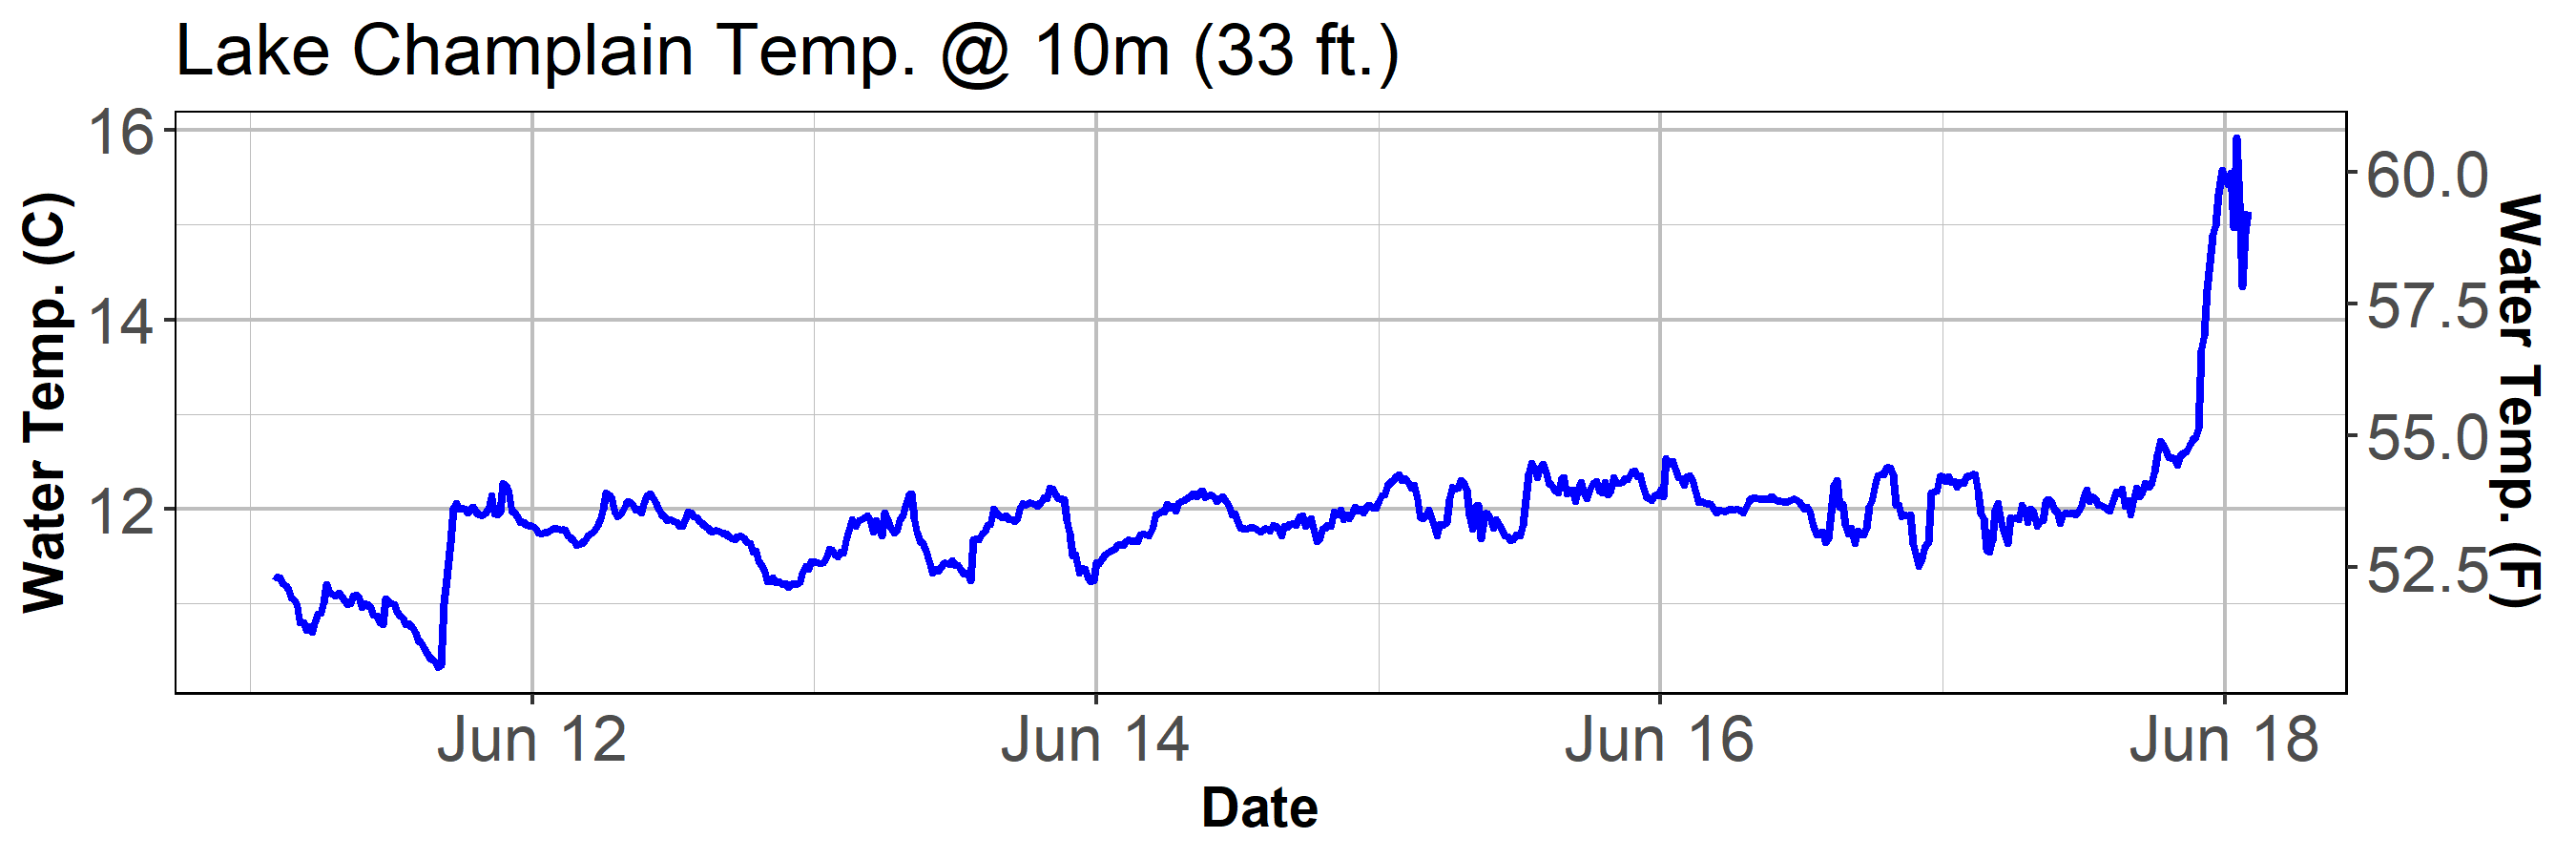 Lake Champlain Temp. @ 10m (33 ft.)
Water Temp. (C)
16
14
12
60.0
57.5
55.0
52.5
Water Temp. (F)
Jun 12 Jun 14 Jun 16 Jun 18
Date